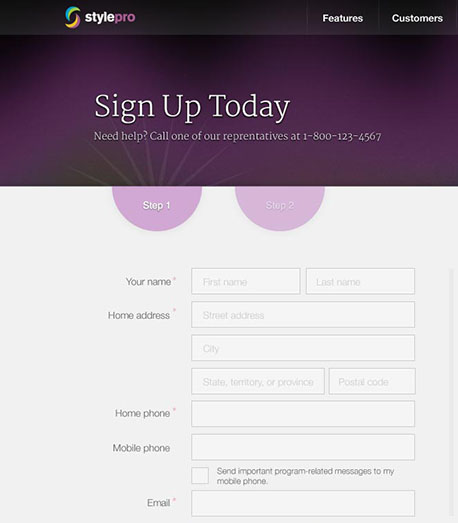 stylepro Features Customers
Sign Up Today
Need help? Call one of our reprentatives at 1-800-123-4567
Step 1 Step 2
Your name * First name Last name
Home address * Street address
City
State, territory, or province Postal code
Home phone *
Mobile phone
Send important program-related messages to my
mobile phone.
Email *